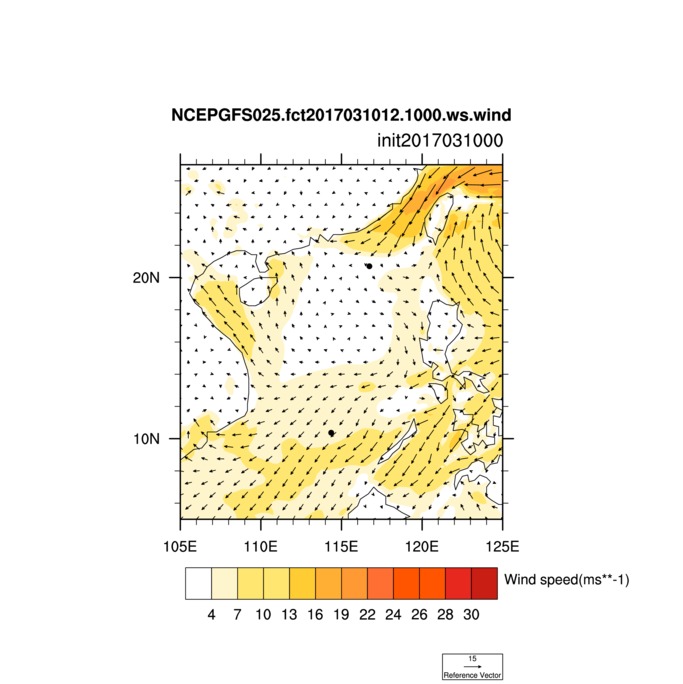 NCEPGFS025.fct2017031012.1000.ws.wind
init2017031000
20N
10N
105E 110E 115E 120E 125E
Wind speed(ms**-1)
4 7 10 13 16 19 22 24 26 28 30
15
Reference Vector